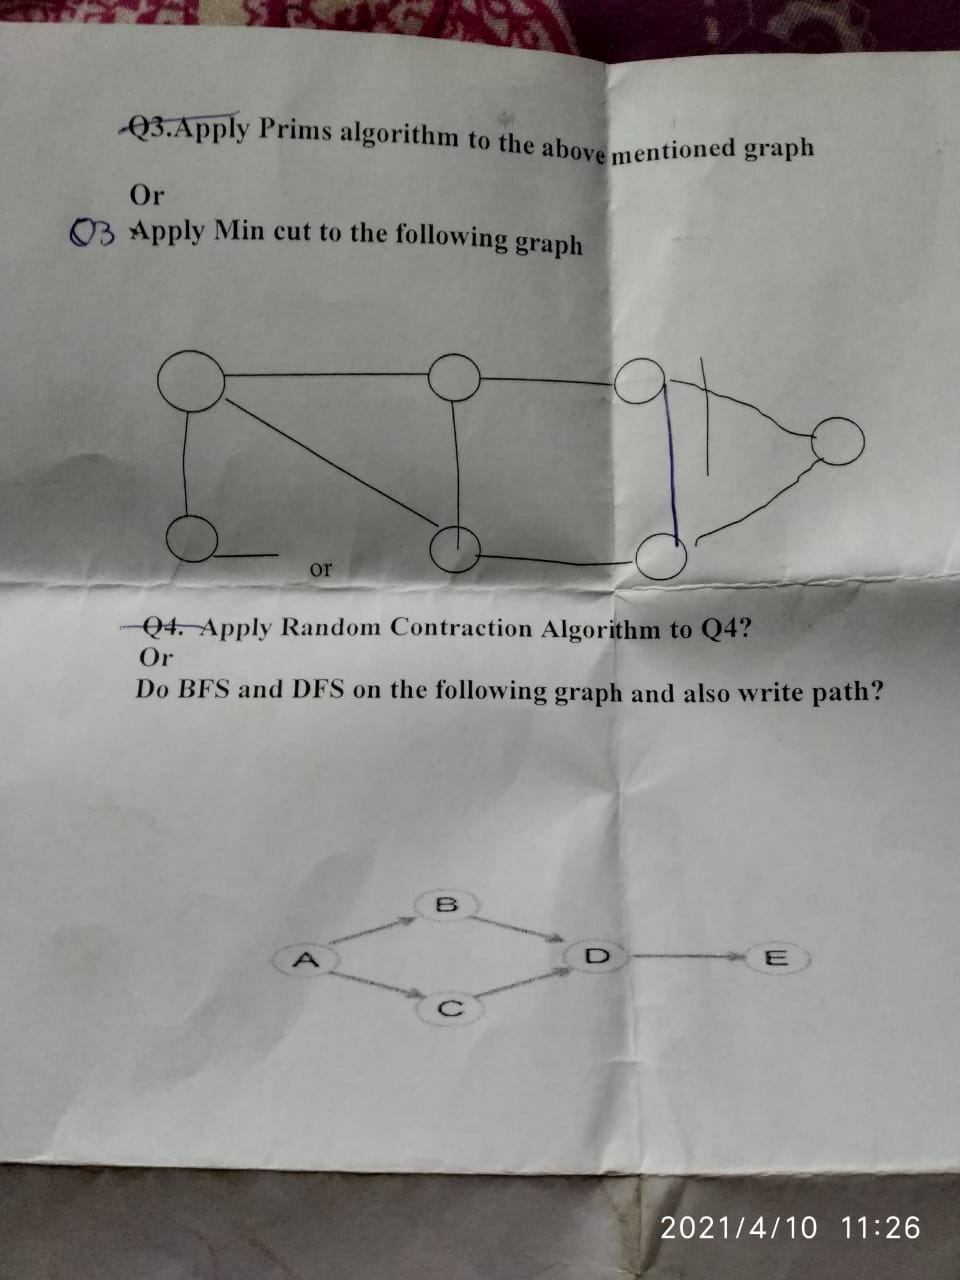 Q3.Apply Prims algorithm to the above mentioned graph
Or
Q3 Apply Min cut to the following graph
or
Q4. Apply Random Contraction Algorithm to Q4?
Or
Do BFS and DFS on the following graph and also write path?
B
A
D
E
C
2021/4/10 11:26